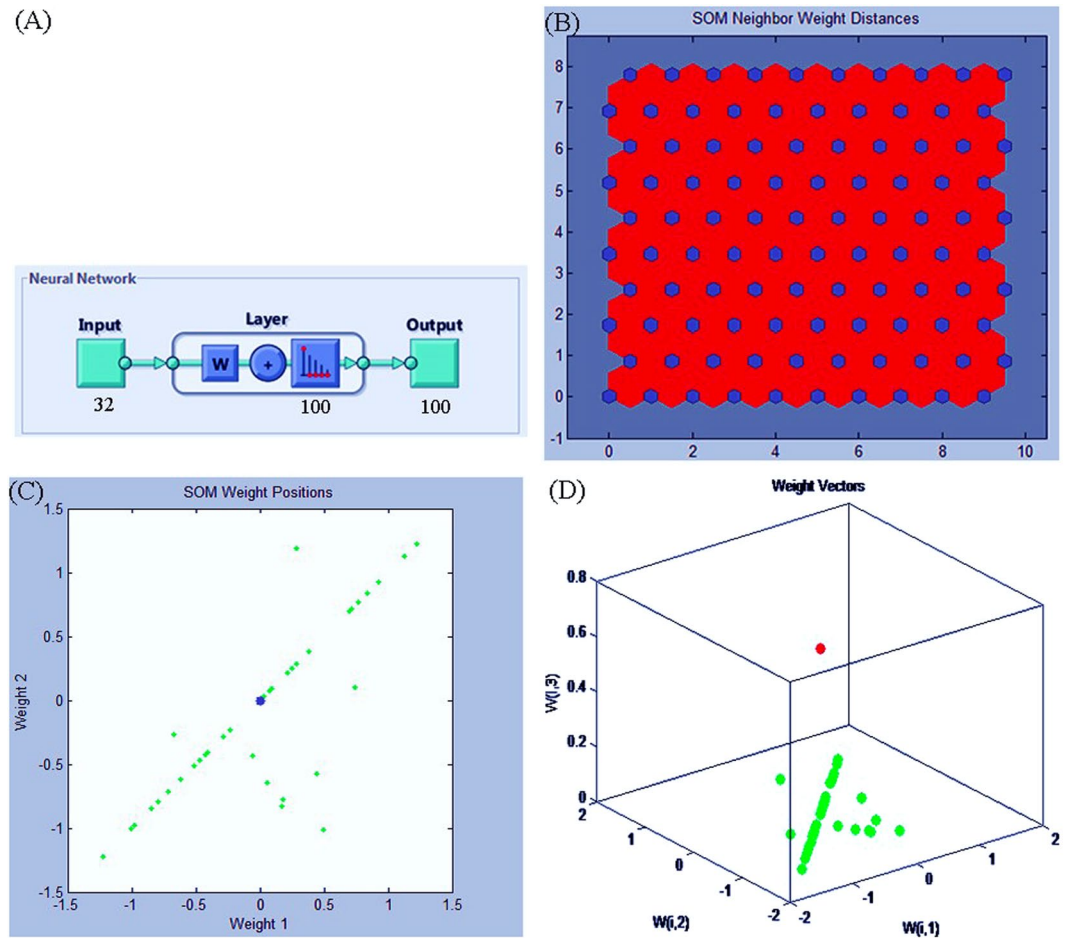 (A)
Neural Network
Input
Layer
Output
W
+
32
100
100
(B)
SOM Neighbor Weight Distances
8
7
6
5
4
3
2
1
0
-1
0
2
4
6
8
10
(C)
SOM Weight Positions
1.5
1
0.5
0
-0.5
-1
-1.5
Weight 2
-1.5
-1
-0.5
0
0.5
1
1.5
Weight 1
(D)
Weight Vectors
0.8
0.6
0.4
0.2
0
W(i,3)
2
1
0
-1
-2
W(i,2)
-2
-1
0
1
2
W(i,1)